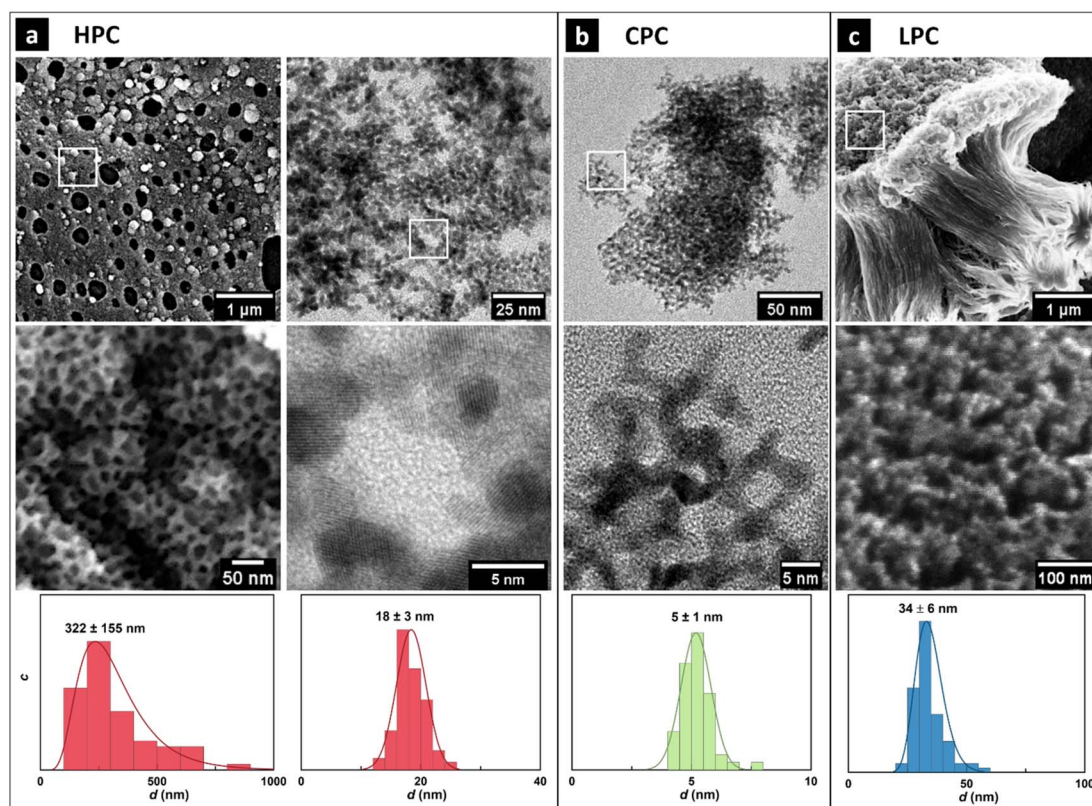 a HPC
b CPC
c LPC
1 µm
25 nm
50 nm
1 µm
50 nm
5 nm
5 nm
100 nm
322 ± 155 nm
18 ± 3 nm
5 ± 1 nm
34 ± 6 nm
c
0 500 1000
0 20 40
0 5 10
0 50 100
d (nm)
d (nm)
d (nm)
d (nm)